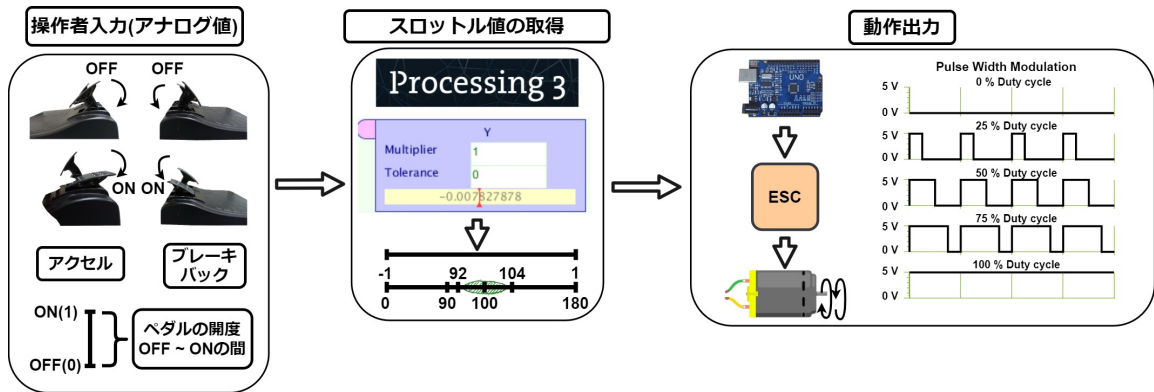 操作者入力(アナログ値)
OFF
OFF
ON
ON
アクセル
ブレーキ
バック
ON(1)
OFF(0)
ペダルの開度
OFF ~ ONの間
スロットル値の取得
Processing 3
Y
Multiplier
1
Tolerance
0
-0.007827878
-1
92
104
1
0
90
100
180
動作出力
UNO
ESC
Pulse Width Modulation
0 % Duty cycle
5 V
0 V
25 % Duty cycle
5 V
0 V
50 % Duty cycle
5 V
0 V
75 % Duty cycle
5 V
0 V
100 % Duty cycle
5 V
0 V